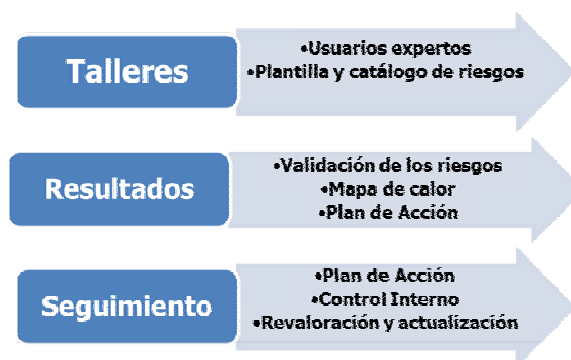 Talleres
•Usuarios expertos
•Plantilla y catálogo de riesgos
Resultados
•Validación de los riesgos
•Mapa de calor
•Plan de Acción
Seguimiento
•Plan de Acción
•Control Interno
•Revaloración y actualización